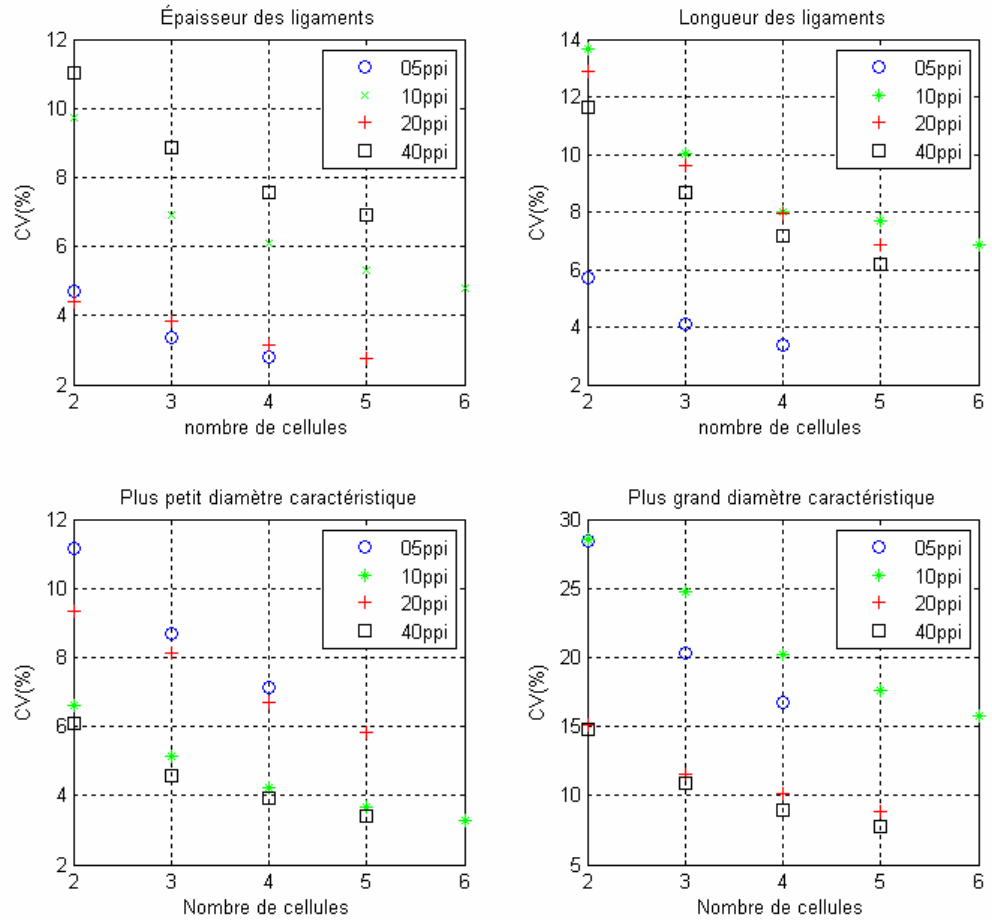 Épaisseur des ligaments
12
10
8
6
4
2
CV(%)
05ppi
10ppi
20ppi
40ppi
2 3 4 5 6
nombre de cellules
Longueur des ligaments
14
12
10
8
6
4
2
CV(%)
05ppi
10ppi
20ppi
40ppi
2 3 4 5 6
nombre de cellules
Plus petit diamètre caractéristique
12
10
8
6
4
2
CV(%)
05ppi
10ppi
20ppi
40ppi
2 3 4 5 6
Nombre de cellules
Plus grand diamètre caractéristique
30
25
20
15
10
5
CV(%)
05ppi
10ppi
20ppi
40ppi
2 3 4 5 6
Nombre de cellules